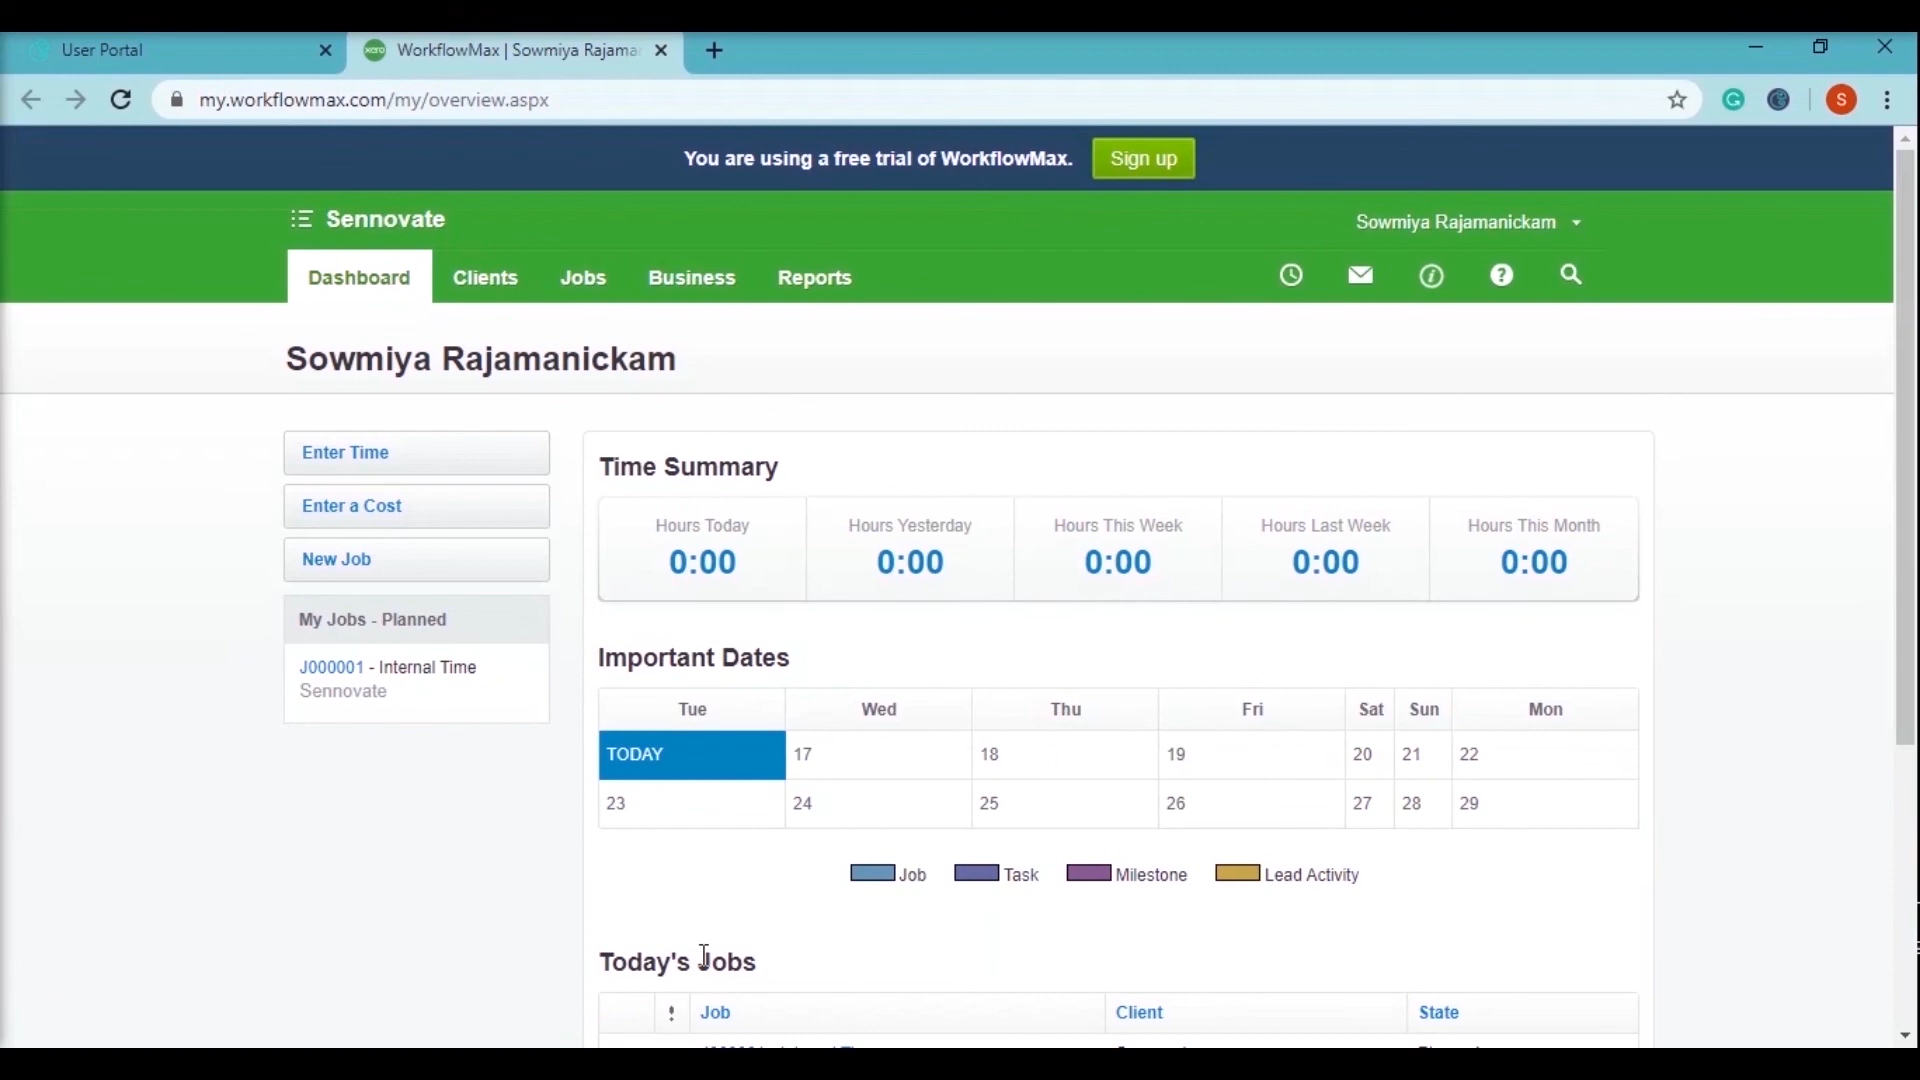 User Portal
WorkflowMax | Sowmiya Rajama
my.workflowmax.com/my/overview.aspx
S
You are using a free trial of WorkflowMax. Sign up
Sennovate
Sowmiya Rajamanickam
Dashboard Clients Jobs Business Reports
Sowmiya Rajamanickam
Enter Time
Enter a Cost
New Job
My Jobs - Planned
J000001 - Internal Time
Sennovate
Time Summary
Hours Today Hours Yesterday Hours This Week Hours Last Week Hours This Month
0:00 0:00 0:00 0:00 0:00
Important Dates
Tue Wed Thu Fri Sat Sun Mon
TODAY 17 18 19 20 21 22
23 24 25 26 27 28 29
Job Task Milestone Lead Activity
Today's Jobs
! Job Client State